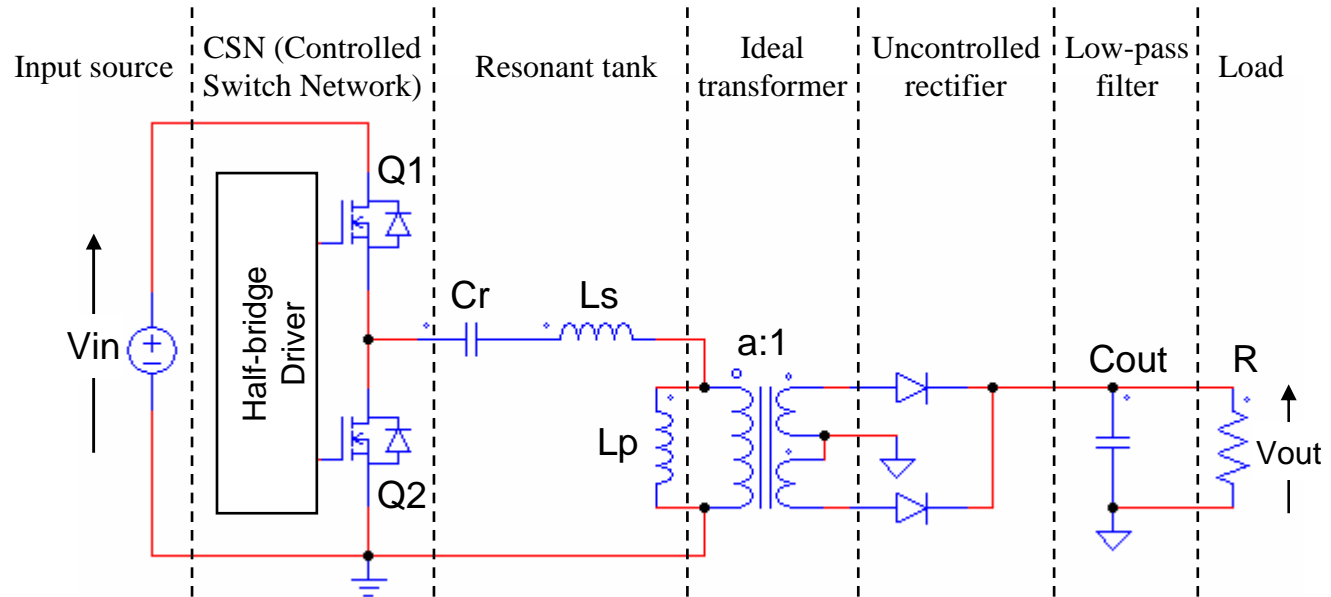 Input source
CSN (Controlled
Switch Network)
Resonant tank
Ideal
transformer
Uncontrolled
rectifier
Low-pass
filter
Load
Q1
Half-bridge
Driver
Vin
Cr
Ls
a:1
Cout
R
Lp
Vout
Q2